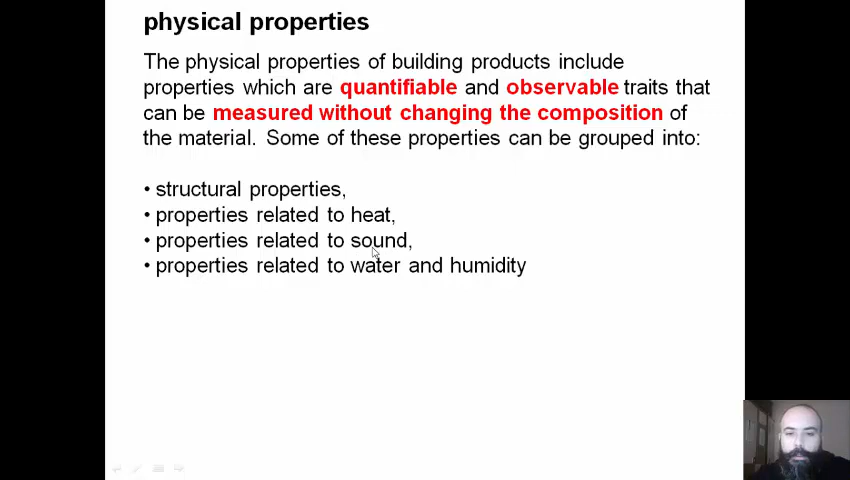 physical properties
The physical properties of building products include
properties which are quantifiable and observable traits that
can be measured without changing the composition of
the material. Some of these properties can be grouped into:
• structural properties,
• properties related to heat,
• properties related to sound,
• properties related to water and humidity